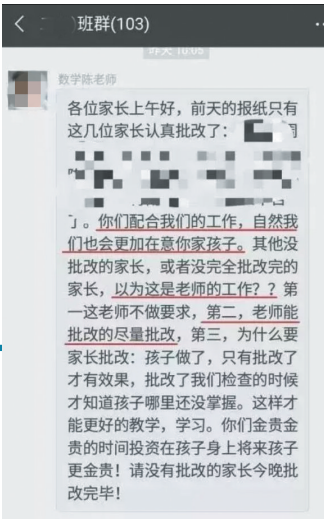 班群(103)
昨天 10:05
数学陈老师
各位家长上午好，前天的报纸只有
这几位家长认真批改了：
」。你们配合我们的工作，自然我
们也会更加在意你家孩子。其他没
批改的家长，或者没完全批改完的
家长，以为这是老师的工作？？第
一这老师不做要求，第二，老师能
批改的尽量批改，第三，为什么要
家长批改：孩子做了，只有批改了
才有效果，批改了我们检查的时候
才知道孩子哪里还没掌握。这样才
能更好的教学，学习。你们金贵金
贵的时间投资在孩子身上将来孩子
更金贵！请没有批改的家长今晚批
改完毕！